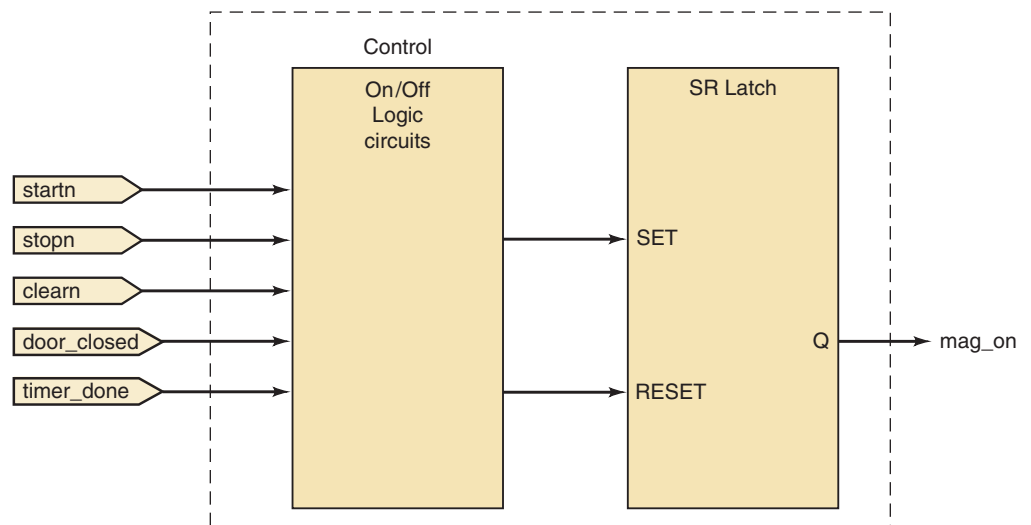 Control
On/Off
Logic
circuits
SR Latch
startn
stopn
clearn
door_closed
timer_done
SET
RESET
Q
mag_on